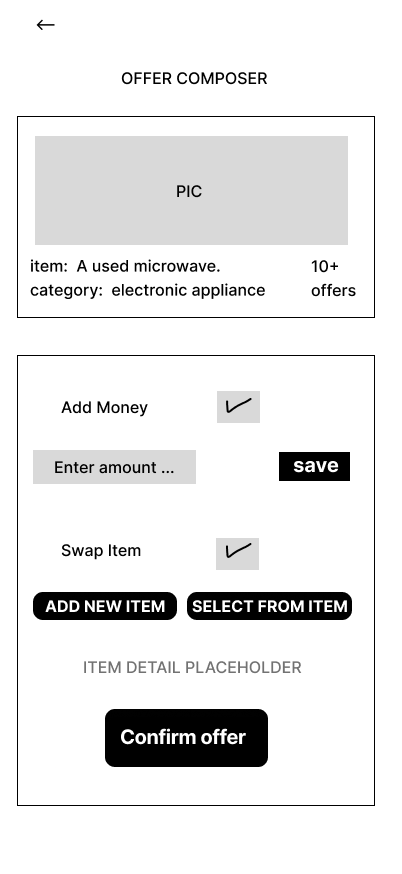 OFFER COMPOSER
PIC
item:  A used microwave.
category:  electronic appliance
10+
offers
Add Money
Enter amount ...
save
Swap Item
ADD NEW ITEM
SELECT FROM ITEM
ITEM DETAIL PLACEHOLDER
Confirm offer